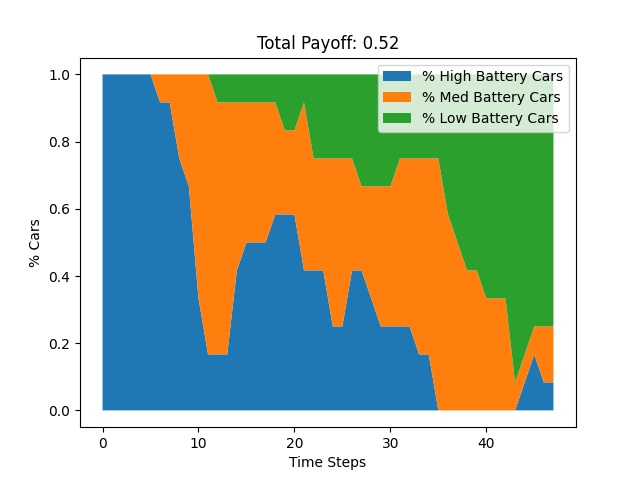 Total Payoff: 0.52
% High Battery Cars
% Med Battery Cars
% Low Battery Cars
1.0
0.8
0.6
0.4
0.2
0.0
% Cars
0 10 20 30 40
Time Steps